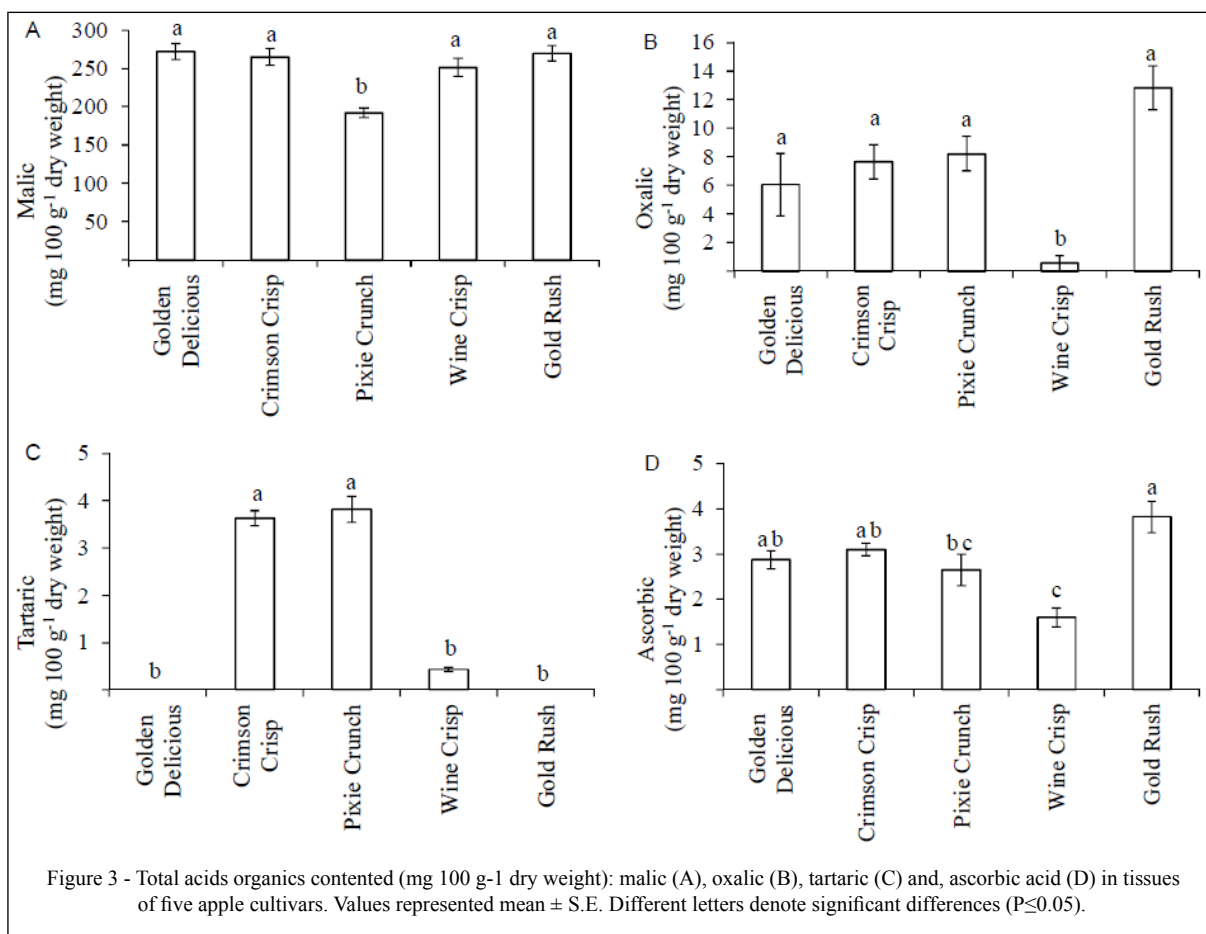 A
Malic
(mg 100 g-1 dry weight)
300
250
200
150
100
50
a
a
b
a
a
Golden
Delicious
Crimson Crisp
Pixie Crunch
Wine Crisp
Gold Rush
B
Oxalic
(mg 100 g-1 dry weight)
16
14
12
10
8
6
4
2
a
a
a
b
a
Golden
Delicious
Crimson
Crisp
Pixie Crunch
Wine Crisp
Gold Rush
C
Tartaric
(mg 100 g-1 dry weight)
5
4
3
2
1
b
a
a
b
b
Golden
Delicious
Crimson
Crisp
Pixie Crunch
Wine Crisp
Gold Rush
D
Ascorbic
(mg 100 g-1 dry weight)
5
4
3
2
1
ab
ab
bc
c
a
Golden
Delicious
Crimson Crisp
Pixie Crunch
Wine Crisp
Gold Rush
Figure 3 - Total acids organics contented (mg 100 g-1 dry weight): malic (A), oxalic (B), tartaric (C) and, ascorbic acid (D) in tissues
of five apple cultivars. Values represented mean ± S.E. Different letters denote significant differences (P≤0.05).